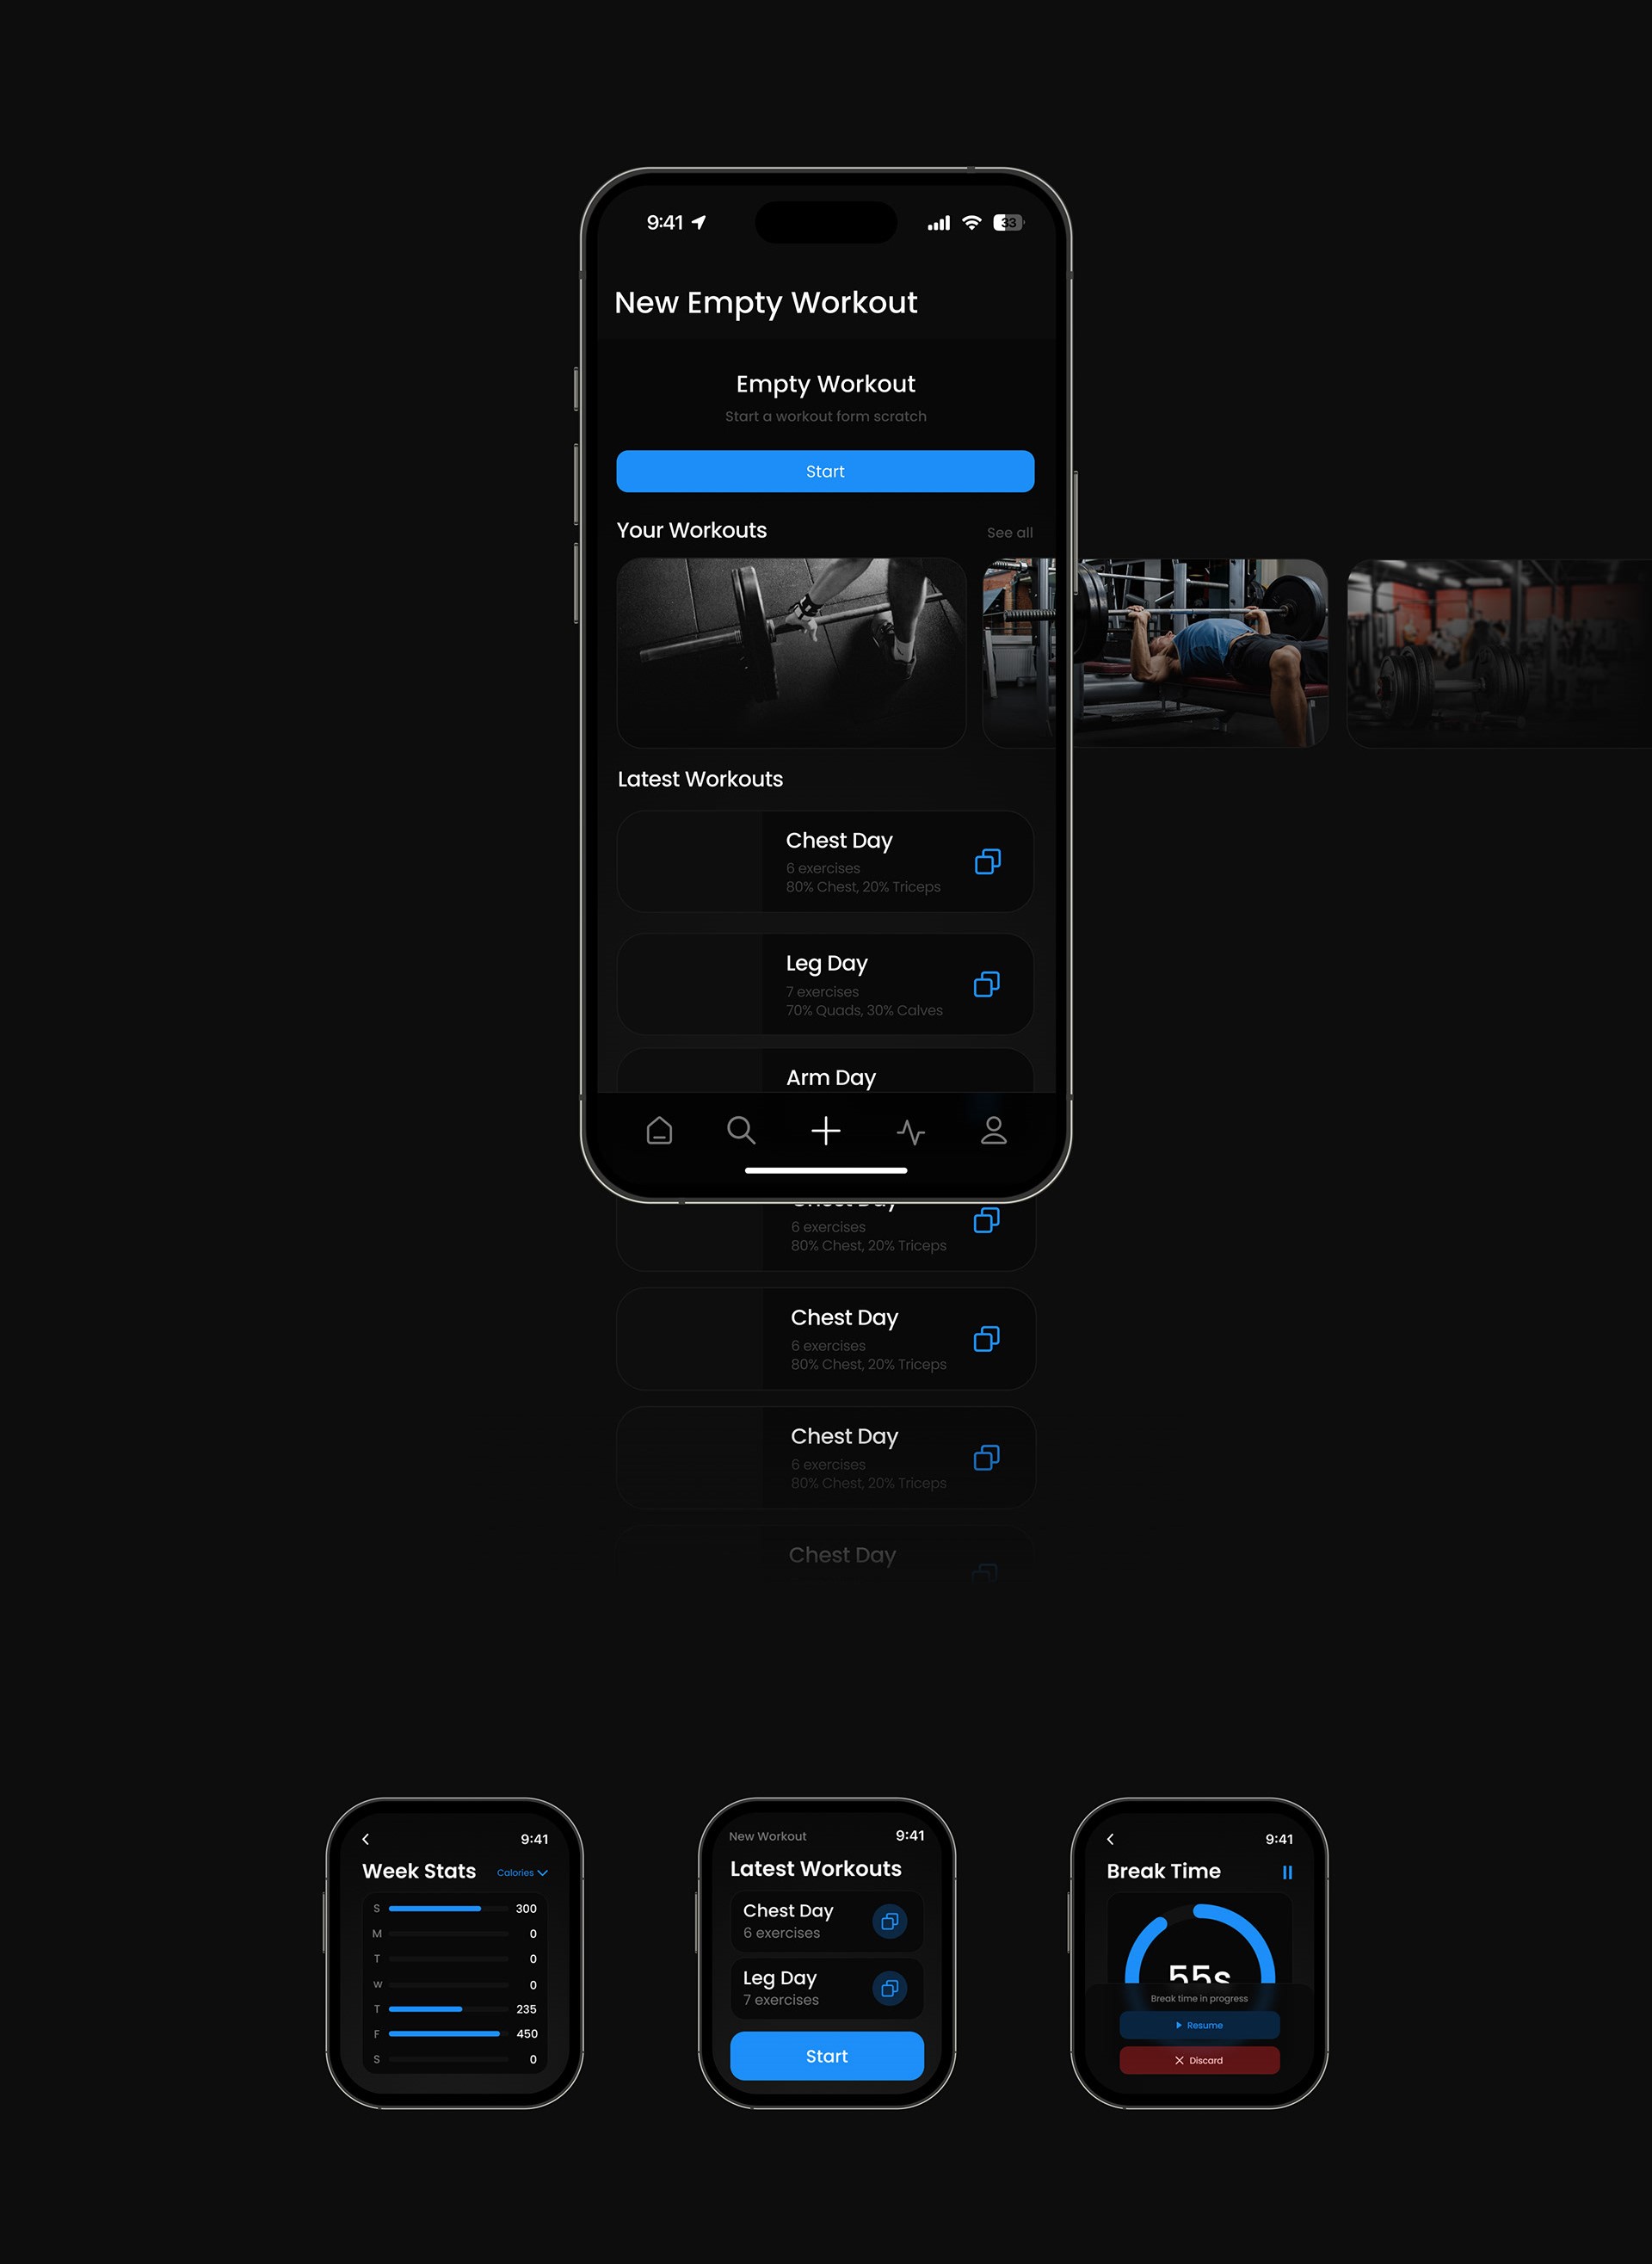 9:41
33
New Empty Workout
Empty Workout
Start a workout form scratch
Start
Your Workouts
See all
Latest Workouts
Chest Day
6 exercises
80% Chest, 20% Triceps
Leg Day
7 exercises
70% Quads, 30% Calves
Arm Day
Chest Day
6 exercises
80% Chest, 20% Triceps
Chest Day
6 exercises
80% Chest, 20% Triceps
Chest Day
6 exercises
80% Chest, 20% Triceps
Chest Day
9:41
Week Stats
Calories
S 300
M 0
T 0
W 0
T 235
F 450
S 0
New Workout
9:41
Latest Workouts
Chest Day
6 exercises
Leg Day
7 exercises
Start
9:41
Break Time
55s
Break time in progress
Resume
Discard